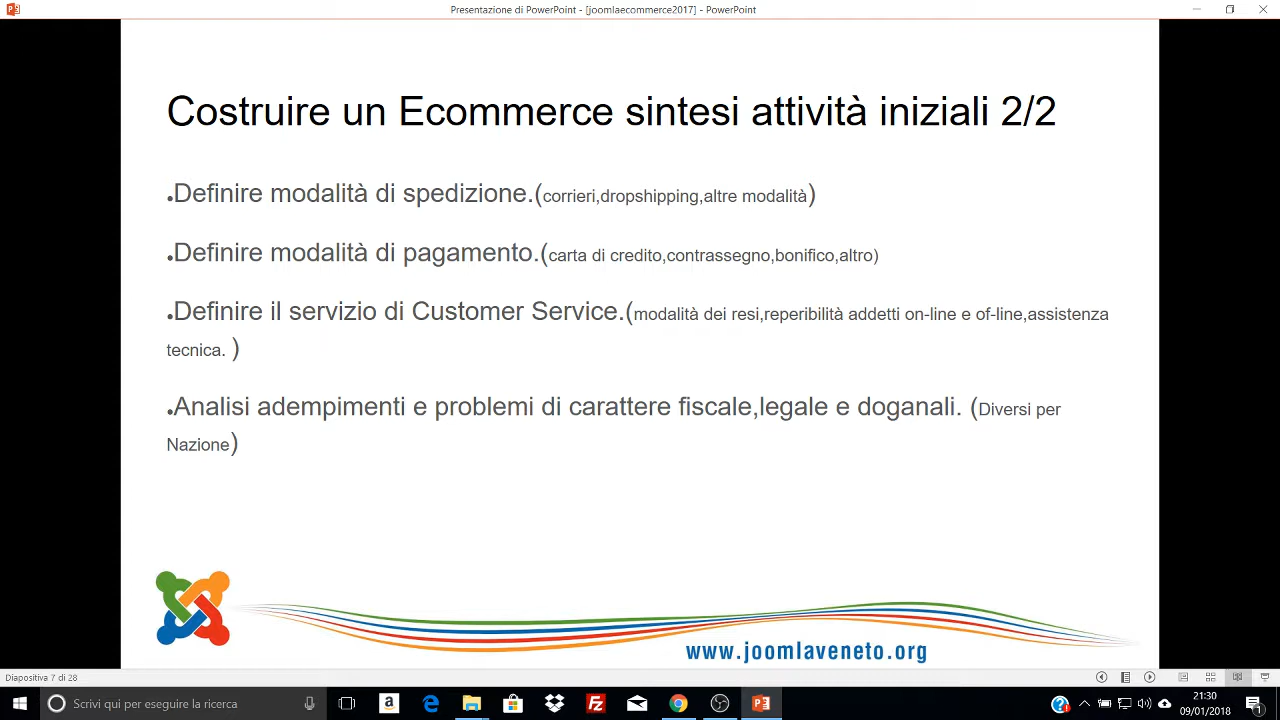 Presentazione di PowerPoint - [joomlaecommerce2017] - PowerPoint
Costruire un Ecommerce sintesi attività iniziali 2/2
●Definire modalità di spedizione.(corrieri,dropshipping,altre modalità)
●Definire modalità di pagamento.(carta di credito,contrassegno,bonifico,altro)
●Definire il servizio di Customer Service.(modalità dei resi,reperibilità addetti on-line e of-line,assistenza
tecnica. )
●Analisi adempimenti e problemi di carattere fiscale,legale e doganali. (Diversi per
Nazione)
www.joomlaveneto.org
Diapositiva 7 di 28
Scrivi qui per eseguire la ricerca
21:30
09/01/2018